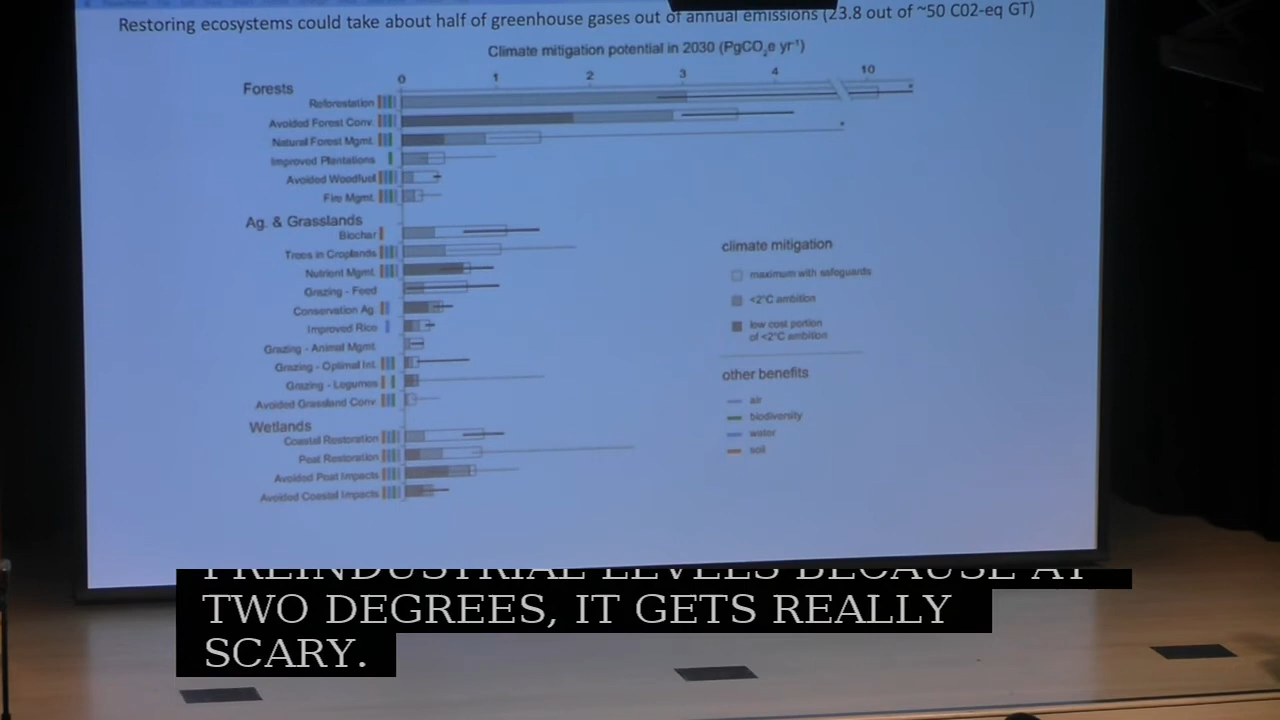 Restoring ecosystems could take about half of greenhouse gases out of annual emissions (23.8 out of ~50 C02-eq GT)
Climate mitigation potential in 2030 (PgCO2e yr⁻¹)
0 1 2 3 4 10
Forests
Reforestation
Avoided Forest Conv.
Natural Forest Mgmt.
Improved Plantations
Avoided Woodfuel
Fire Mgmt.
Ag. & Grasslands
Biochar
Trees in Croplands
Nutrient Mgmt.
Grazing - Feed
Conservation Ag.
Improved Rice
Grazing - Animal Mgmt.
Grazing - Optimal Int.
Grazing - Legumes
Avoided Grassland Conv.
Wetlands
Coastal Restoration
Peat Restoration
Avoided Peat Impacts
Avoided Coastal Impacts
climate mitigation
maximum with safeguards
<2°C ambition
low cost portion
of <2°C ambition
other benefits
air
biodiversity
water
soil
PREINDUSTRIAL LEVELS BECAUSE AT
TWO DEGREES, IT GETS REALLY
SCARY.